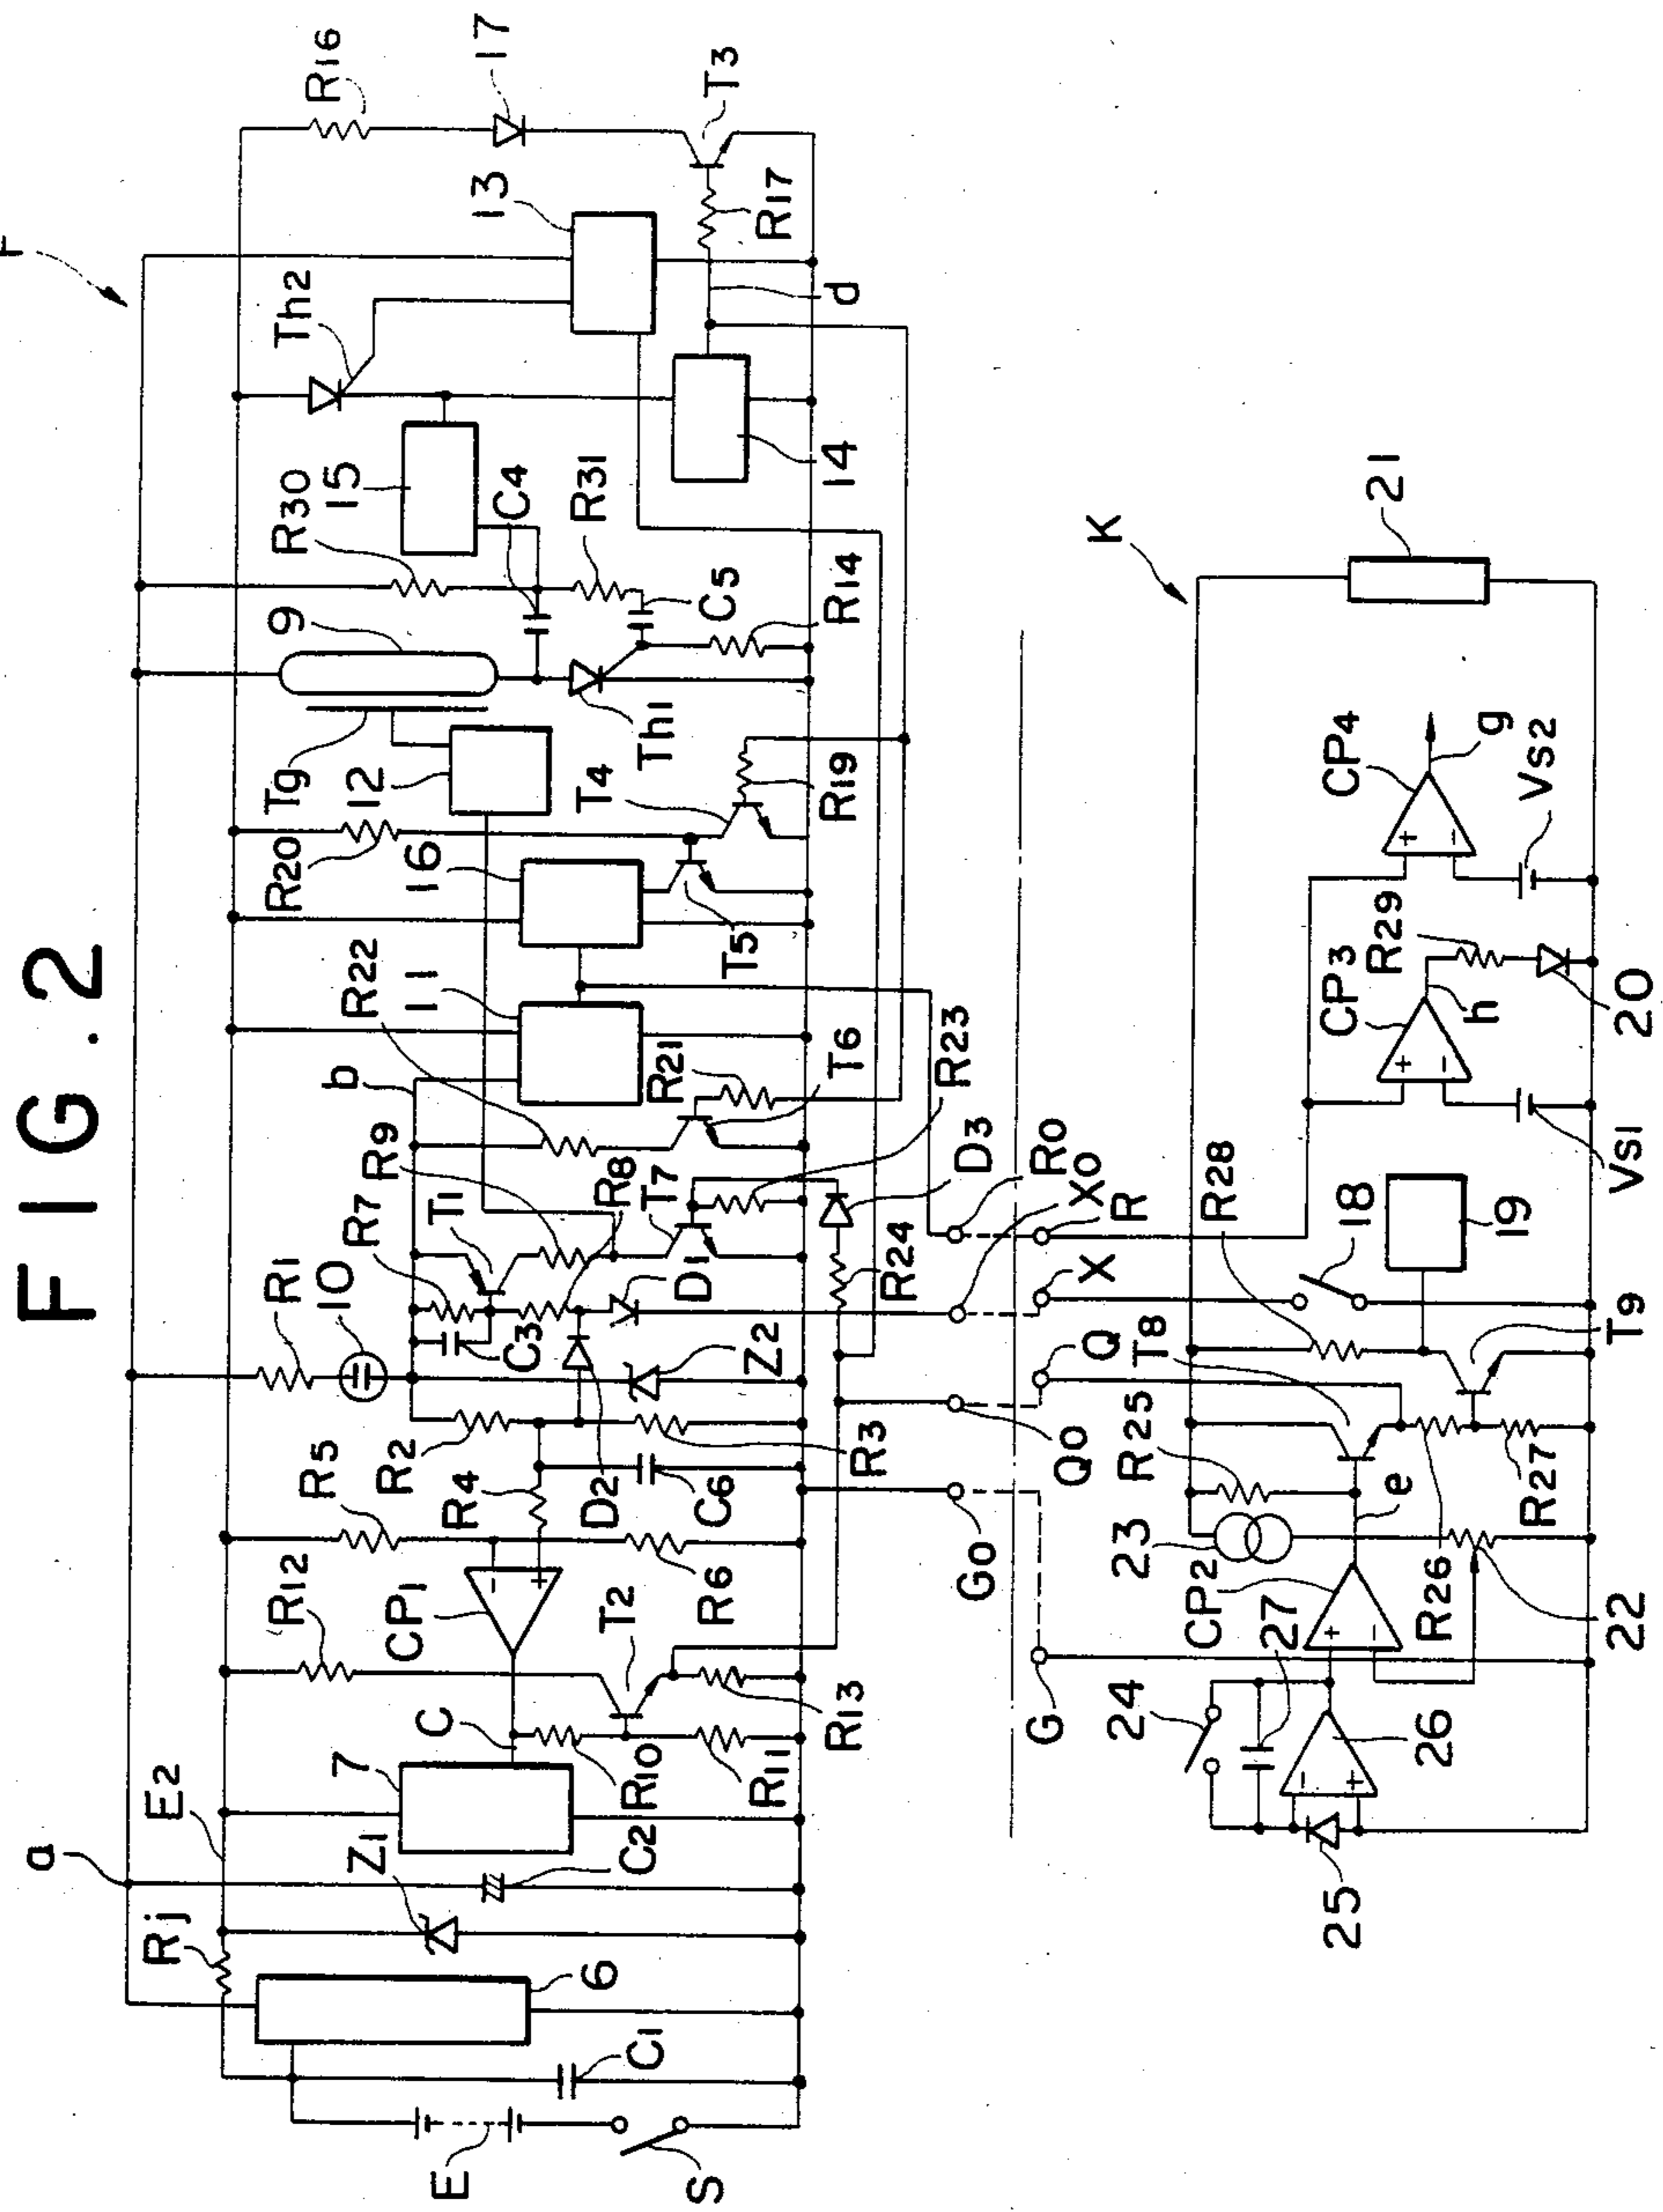 FIG.2
F
a
E2
Rj
Z1
C2
6
C1
E
S
7
C
R12
R10
R11
T2
R13
CP1
R5
R6
R4
R2
D2
C6
R3
R1
10
C3
Z2
R7
T1
R9
R8
D1
T7
b
R22
11
R21
T6
R23
R24
D3
R20
16
T5
Tg
12
T4
R19
9
Th1
R30
15
C4
R31
C5
R14
Th2
13
14
d
R17
R16
17
T3
G0
Q0
X0
R0
G
Q
X
R
K
24
27
25
26
CP2
23
R25
T8
e
R26
R27
22
R28
18
19
T9
CP3
R29
h
20
Vs1
CP4
g
Vs2
21